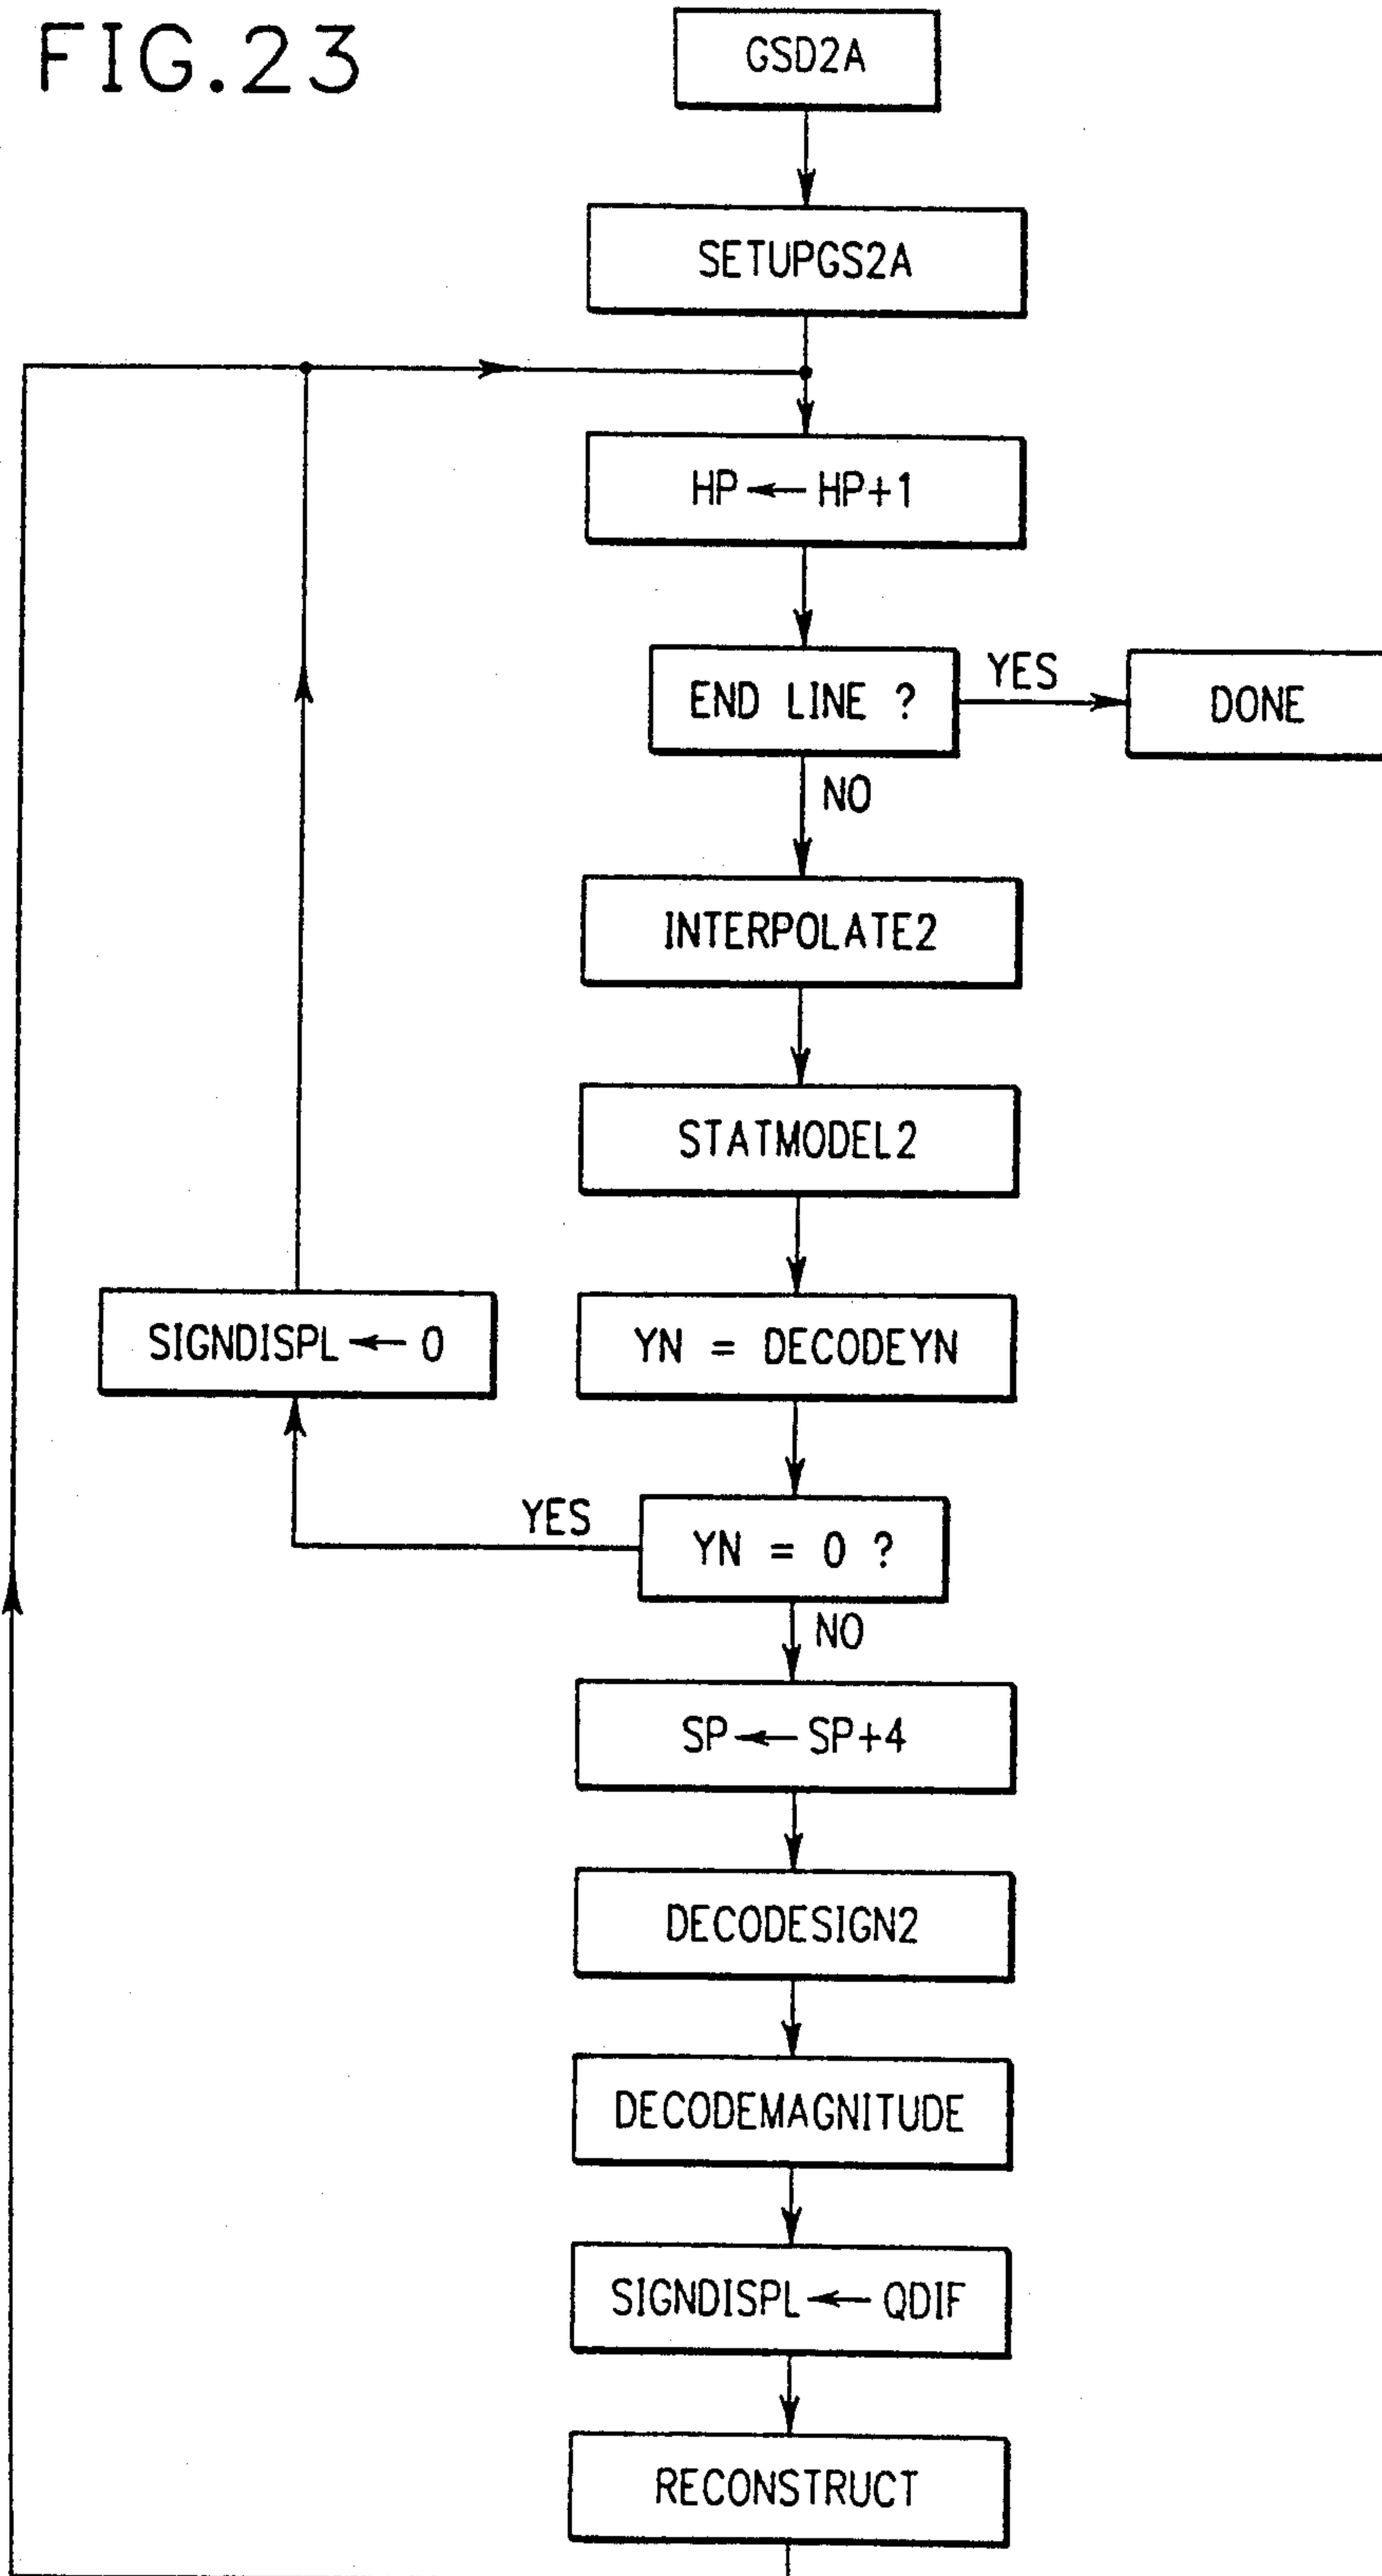 FIG.23
GSD2A
SETUPGS2A
HP ← HP+1
END LINE ?
YES
DONE
NO
INTERPOLATE2
STATMODEL2
SIGNDISPL ← 0
YN = DECODEYN
YES
YN = 0 ?
NO
SP ← SP+4
DECODESIGN2
DECODEMAGNITUDE
SIGNDISPL ← QDIF
RECONSTRUCT